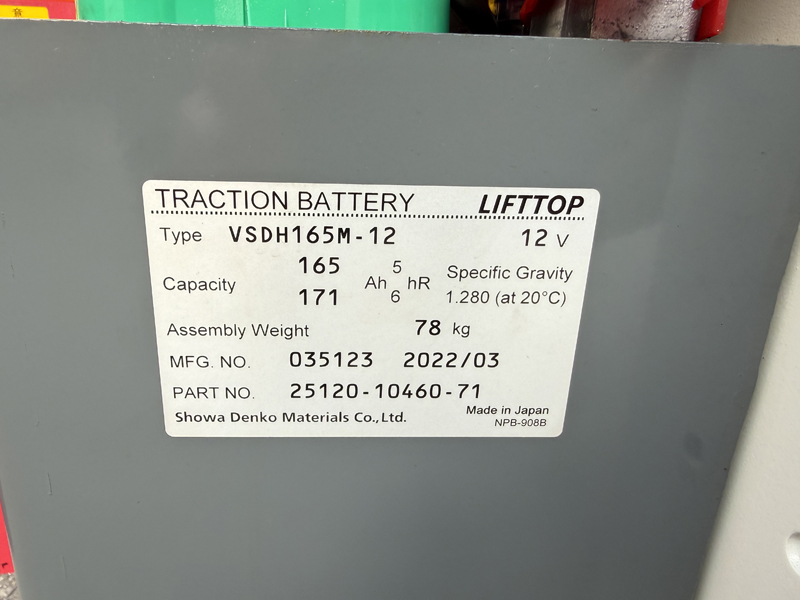 TRACTION BATTERY LIFTTOP
Type VSDH165M-12 12 V
Capacity 165 Ah 5 hR Specific Gravity
171 6 1.280 (at 20°C)
Assembly Weight 78 kg
MFG. NO. 035123 2022/03
PART NO. 25120-10460-71
Showa Denko Materials Co.,Ltd. Made in Japan
NPB-908B